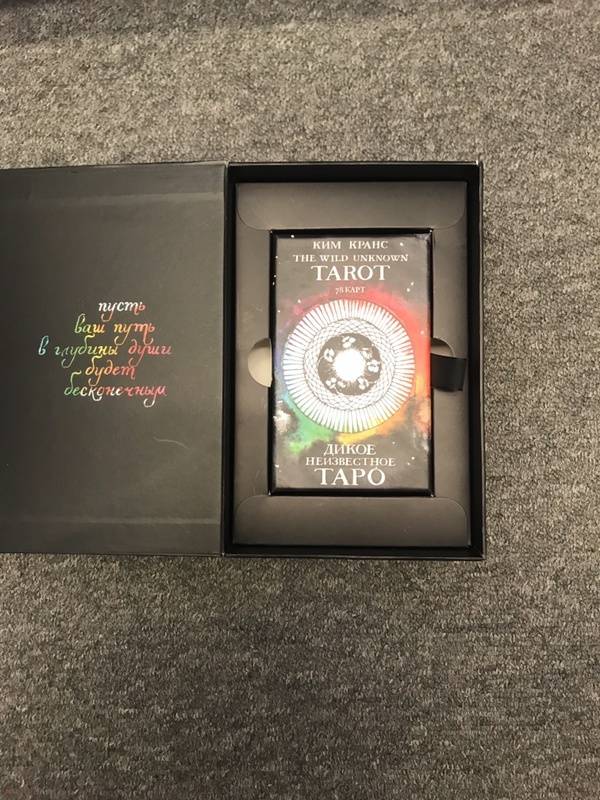 пусть
ваш путь
в глубины души
будет
бесконечным
КИМ КРАНС
THE WILD UNKNOWN
TAROT
78 КАРТ
ДИКОЕ
НЕИЗВЕСТНОЕ
ТАРО